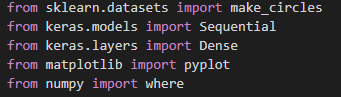 from sklearn.datasets import make_circles
from keras.models import Sequential
from keras.layers import Dense
from matplotlib import pyplot
from numpy import where